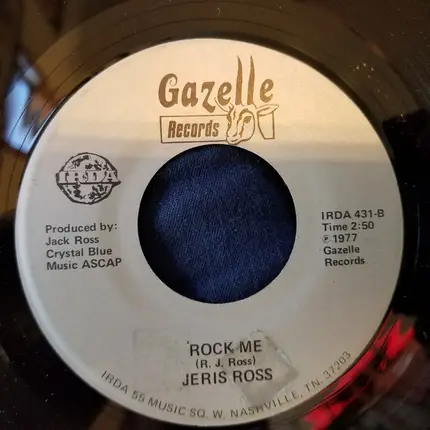 Gazelle
Records
IRDA
Produced by:
Jack Ross
Crystal Blue
Music ASCAP
IRDA 431-B
Time 2:50
℗ 1977
Gazelle
Records
ROCK ME
(R. J. Ross)
JERIS ROSS
IRDA 55 MUSIC SQ. W. NASHVILLE, TN. 37203